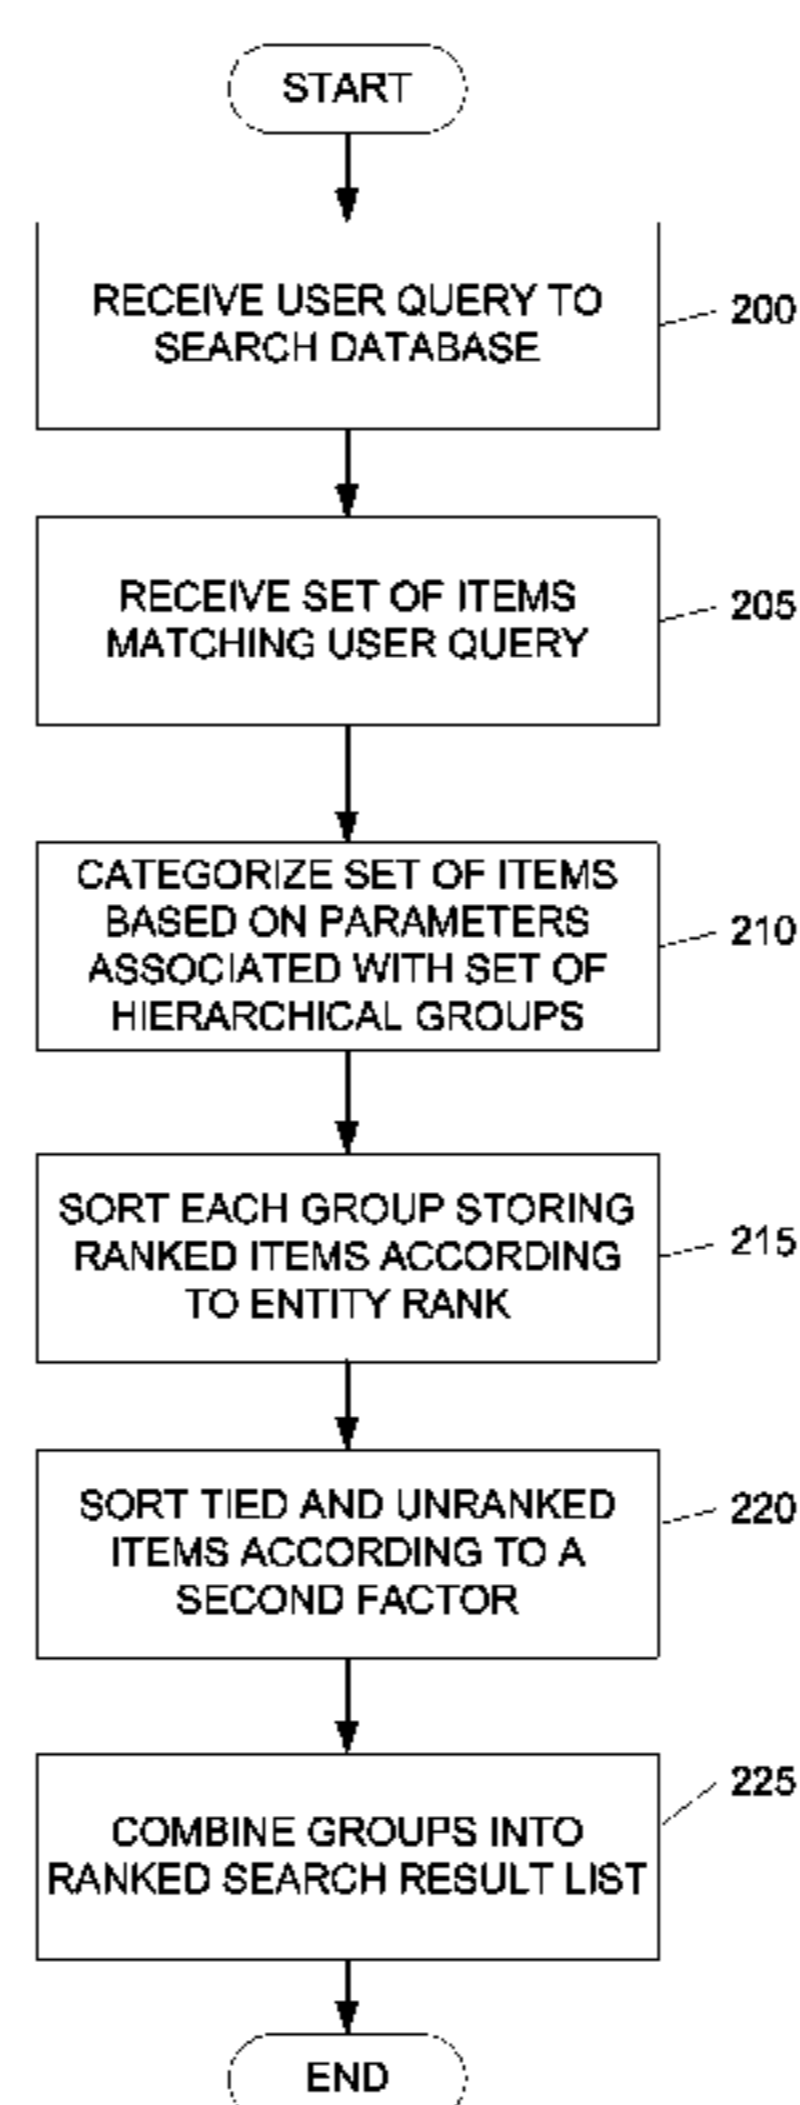 START
RECEIVE USER QUERY TO
SEARCH DATABASE
200
RECEIVE SET OF ITEMS
MATCHING USER QUERY
205
CATEGORIZE SET OF ITEMS
BASED ON PARAMETERS
ASSOCIATED WITH SET OF
HIERARCHICAL GROUPS
210
SORT EACH GROUP STORING
RANKED ITEMS ACCORDING
TO ENTITY RANK
215
SORT TIED AND UNRANKED
ITEMS ACCORDING TO A
SECOND FACTOR
220
COMBINE GROUPS INTO
RANKED SEARCH RESULT LIST
225
END